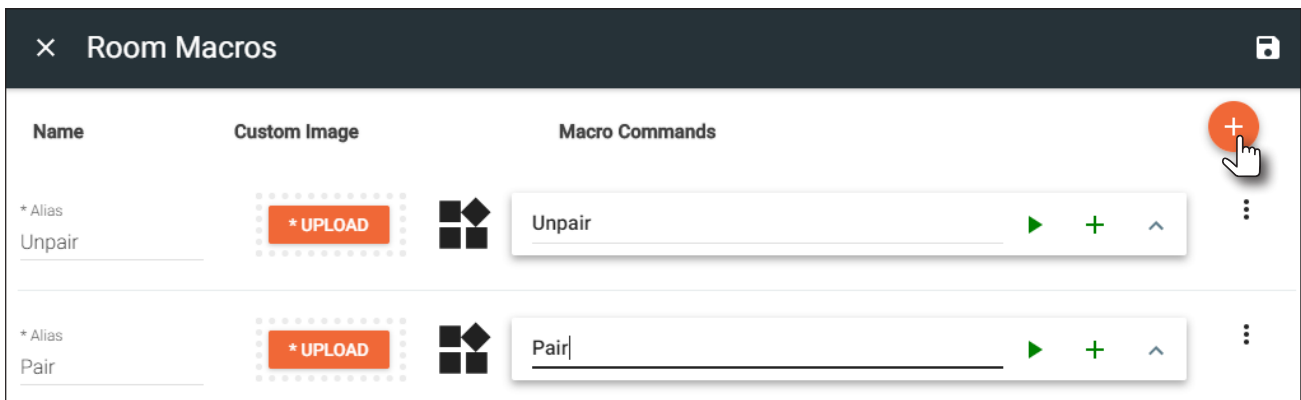 Room Macros
Name Custom Image Macro Commands
* Alias
Unpair
* UPLOAD
Unpair
* Alias
Pair
* UPLOAD
Pair